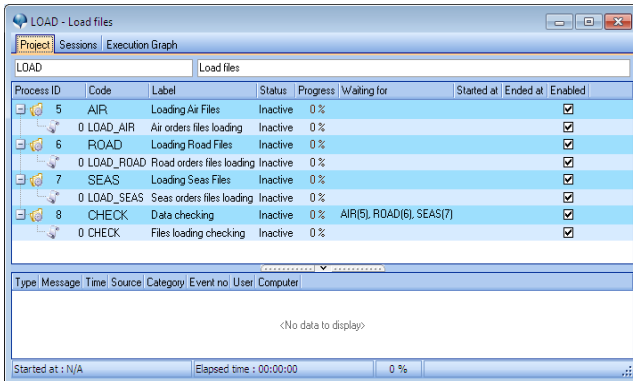 LOAD - Load files
Project Sessions Execution Graph
LOAD Load files
Process ID Code Label Status Progress Waiting for Started at Ended at Enabled
5 AIR Loading Air Files Inactive 0 %
0 LOAD_AIR Air orders files loading Inactive 0 %
6 ROAD Loading Road Files Inactive 0 %
0 LOAD_ROAD Road orders files loading Inactive 0 %
7 SEAS Loading Seas Files Inactive 0 %
0 LOAD_SEAS Seas orders files loading Inactive 0 %
8 CHECK Data checking Inactive 0 % AIR(5), ROAD(6), SEAS(7)
0 CHECK Files loading checking Inactive 0 %
Type Message Time Source Category Event no User Computer
<No data to display>
Started at : N/A Elapsed time : 00:00:00 0 %